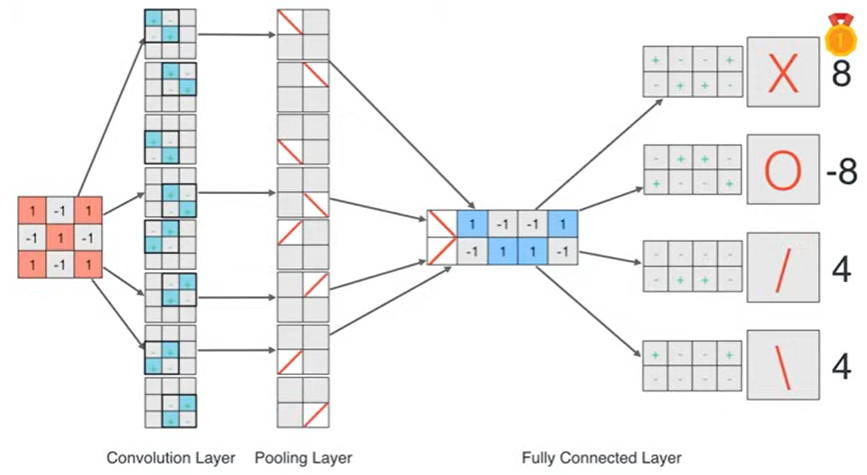 1 -1 1
-1 1 -1
1 -1 1
1 -1 -1 1
-1 1 1 -1
+ - - +
- + + -
X
1
8
- + + -
+ - - +
O
-8
- - - -
- + + -
/
4
+ - - +
- - - -
\
4
Convolution Layer
Pooling Layer
Fully Connected Layer